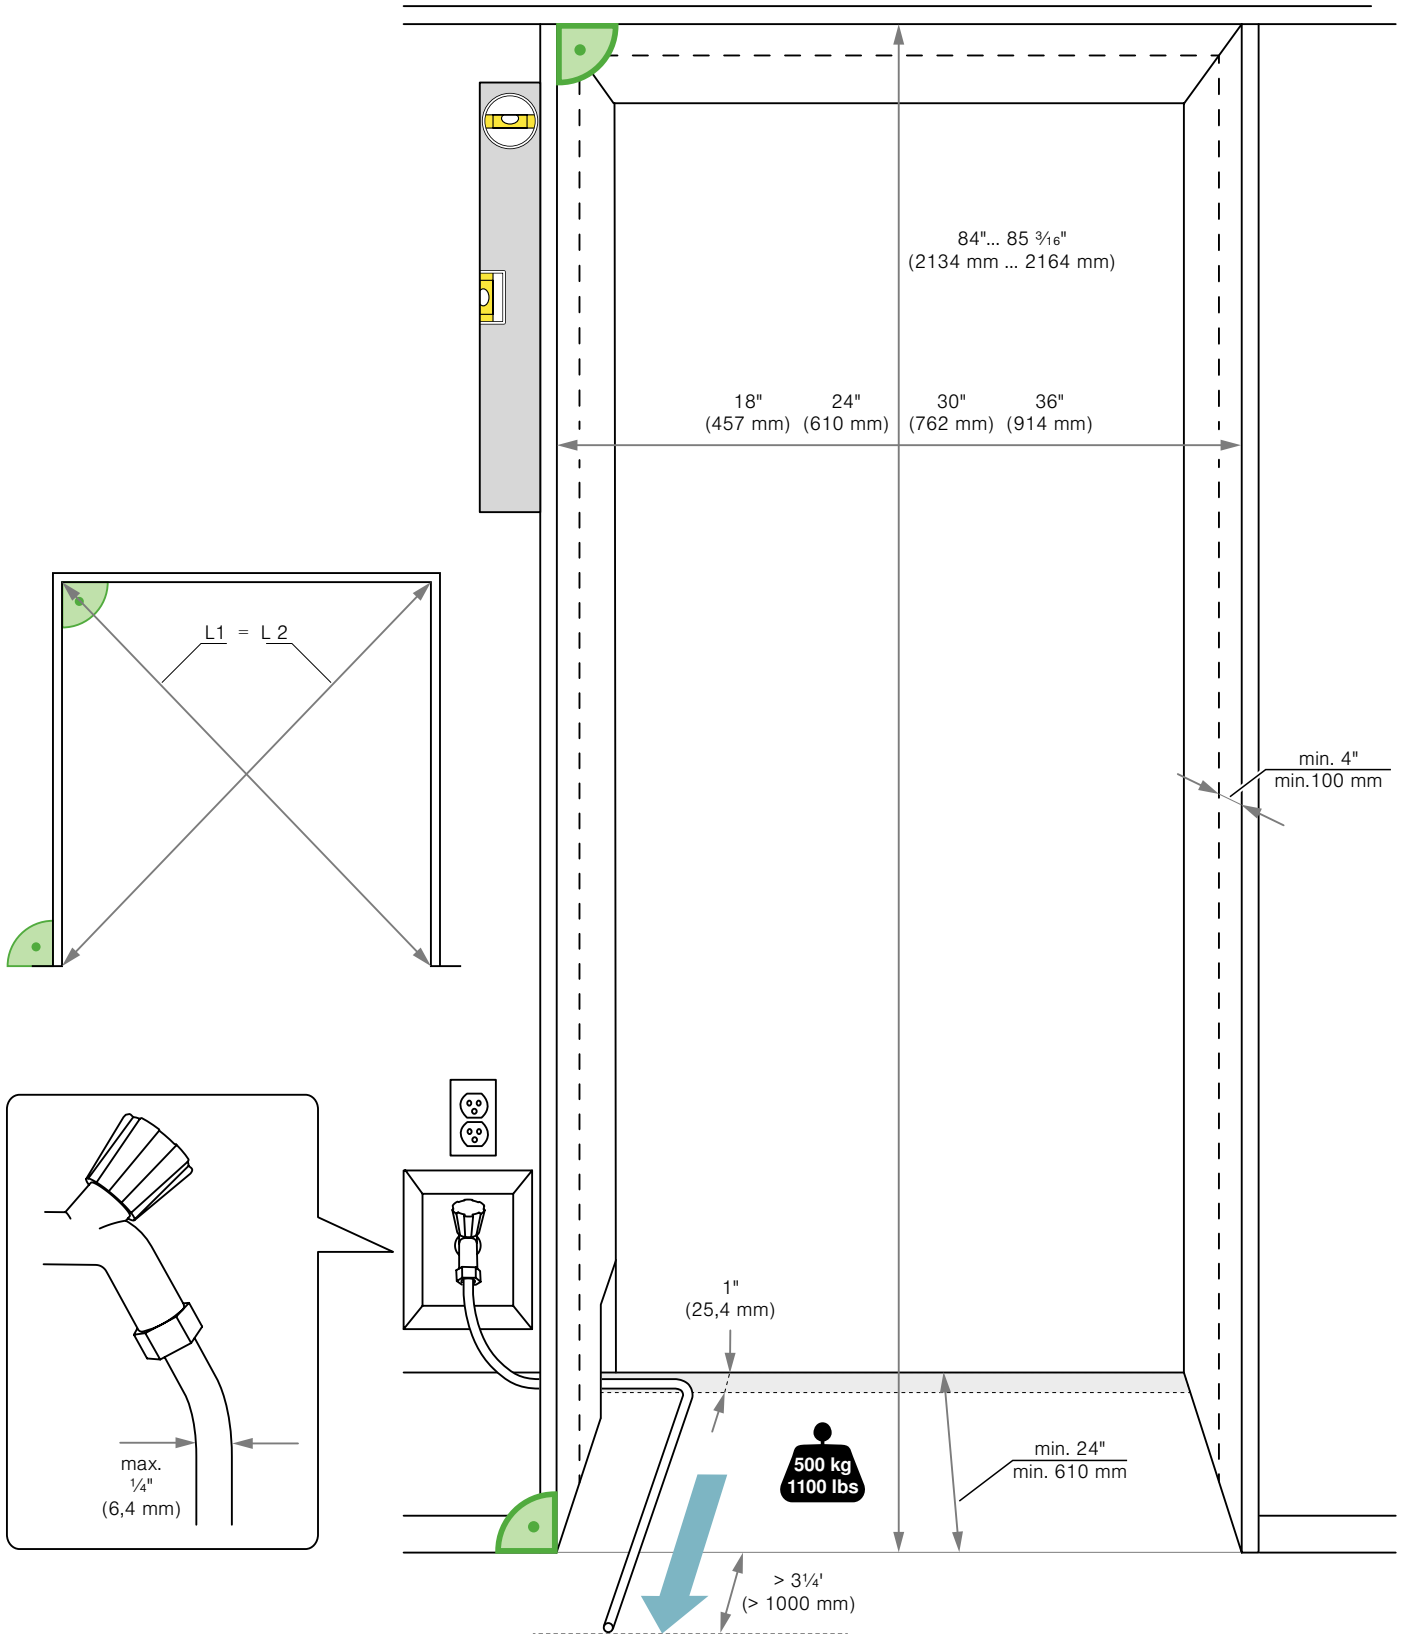 84"... 85 ³⁄₁₆"
(2134 mm ... 2164 mm)
18" 24" 30" 36"
(457 mm) (610 mm) (762 mm) (914 mm)
L1 = L 2
min. 4"
min.100 mm
1"
(25,4 mm)
500 kg
1100 lbs
min. 24"
min. 610 mm
max.
¼"
(6,4 mm)
> 3¼'
(> 1000 mm)